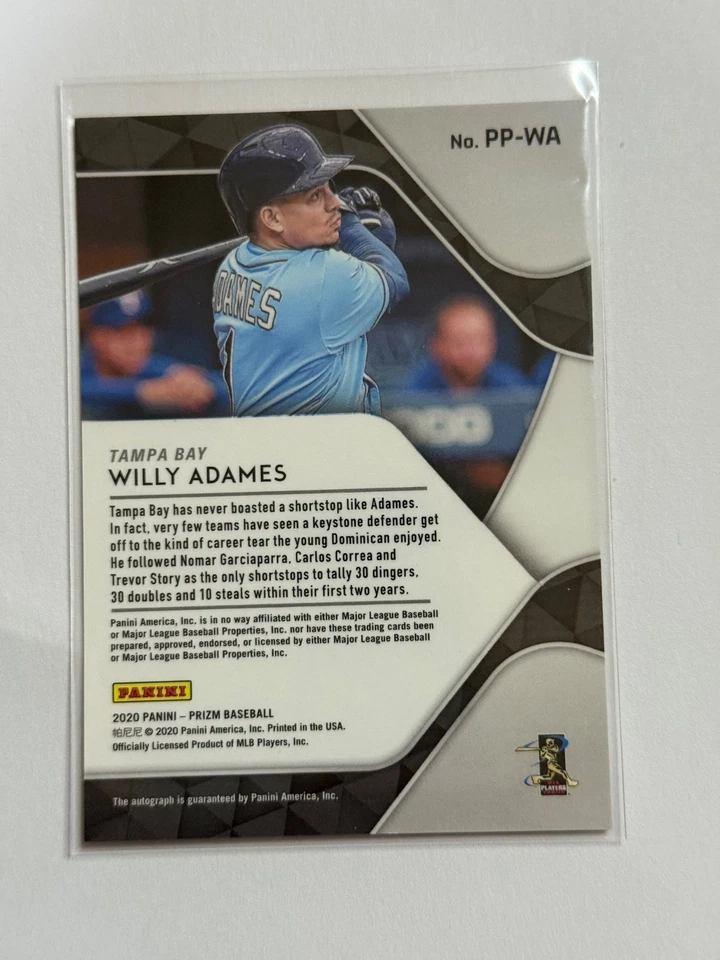 No. PP-WA
ADAMES
1
TAMPA BAY
WILLY ADAMES
Tampa Bay has never boasted a shortstop like Adames.
In fact, very few teams have seen a keystone defender get
off to the kind of career tear the young Dominican enjoyed.
He followed Nomar Garciaparra, Carlos Correa and
Trevor Story as the only shortstops to tally 30 dingers,
30 doubles and 10 steals within their first two years.
Panini America, Inc. is in no way affiliated with either Major League Baseball
or Major League Baseball Properties, Inc. nor have these trading cards been
prepared, approved, endorsed, or licensed by either Major League Baseball
or Major League Baseball Properties, Inc.
PANINI
2020 PANINI – PRIZM BASEBALL
帕尼尼 © 2020 Panini America, Inc. Printed in the USA.
Officially Licensed Product of MLB Players, Inc.
PLAYERS
The autograph is guaranteed by Panini America, Inc.